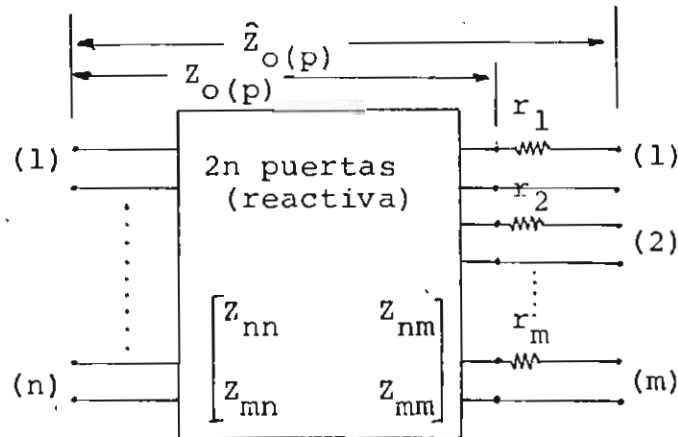 Ẑo(p)
Zo(p)
r1
(1)
2n puertas
(1)
(reactiva)
r2
(2)
Znn Znm
rm
(n)
Zmn Zmm
(m)